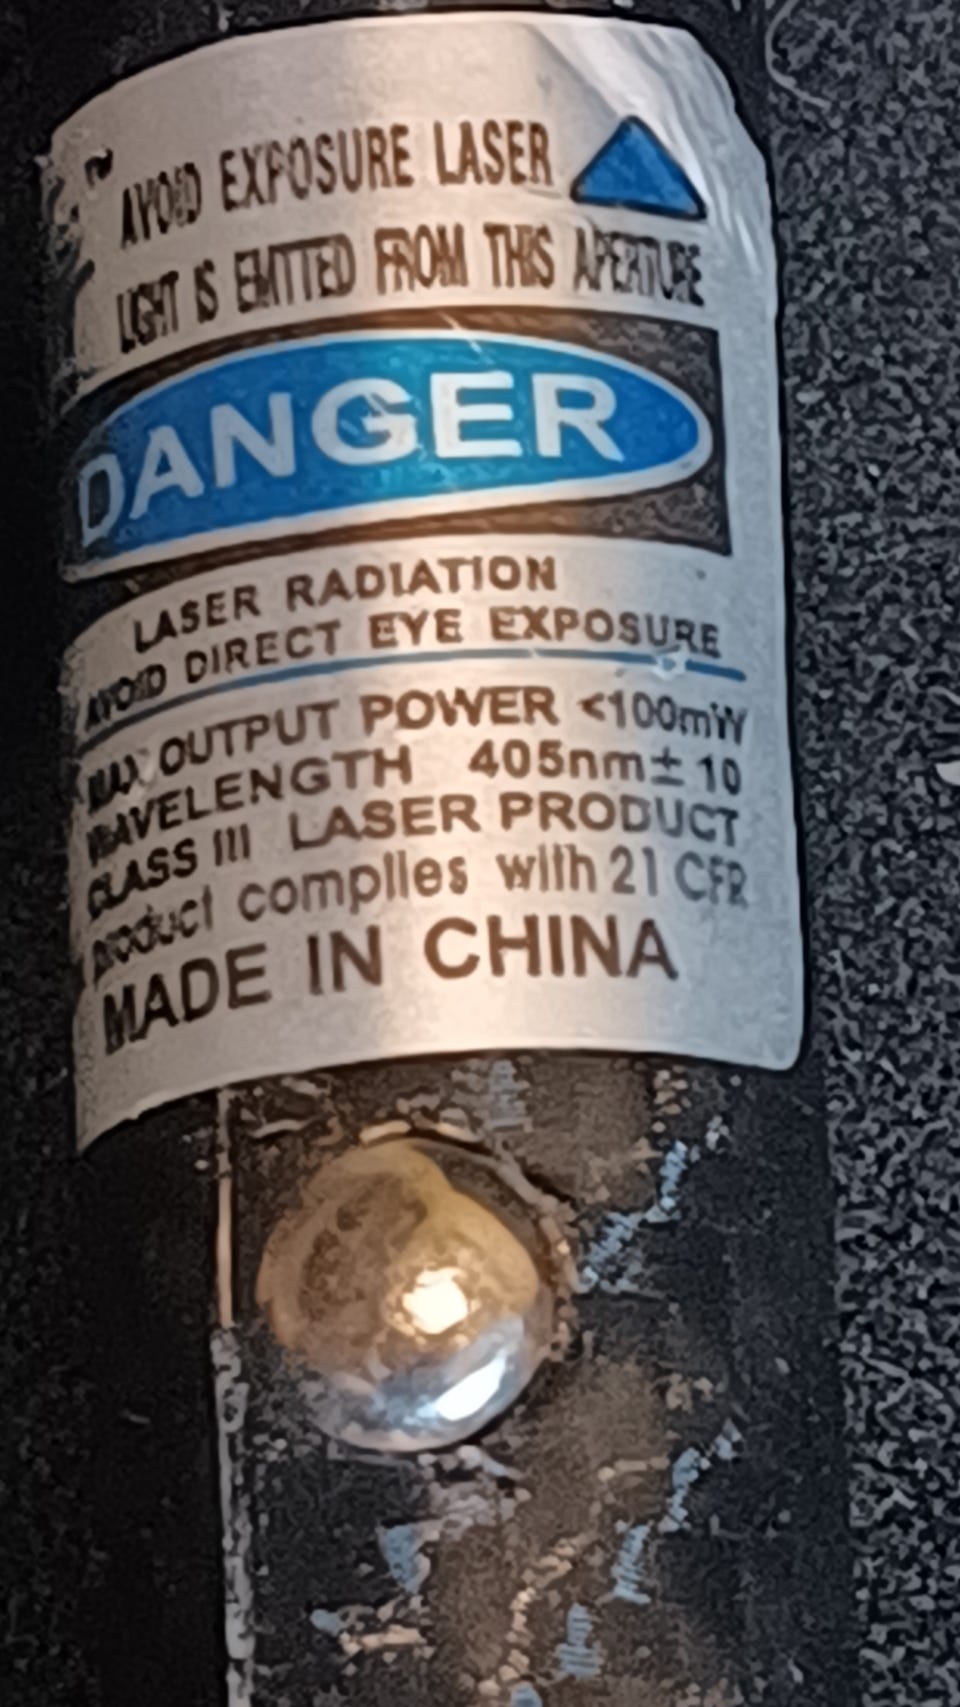 AVOID EXPOSURE LASER
LIGHT IS EMITTED FROM THIS APERTURE
DANGER
LASER RADIATION
AVOID DIRECT EYE EXPOSURE
MAX OUTPUT POWER <100mW
WAVELENGTH 405nm± 10
CLASS III LASER PRODUCT
product complies with 21 CFR
MADE IN CHINA